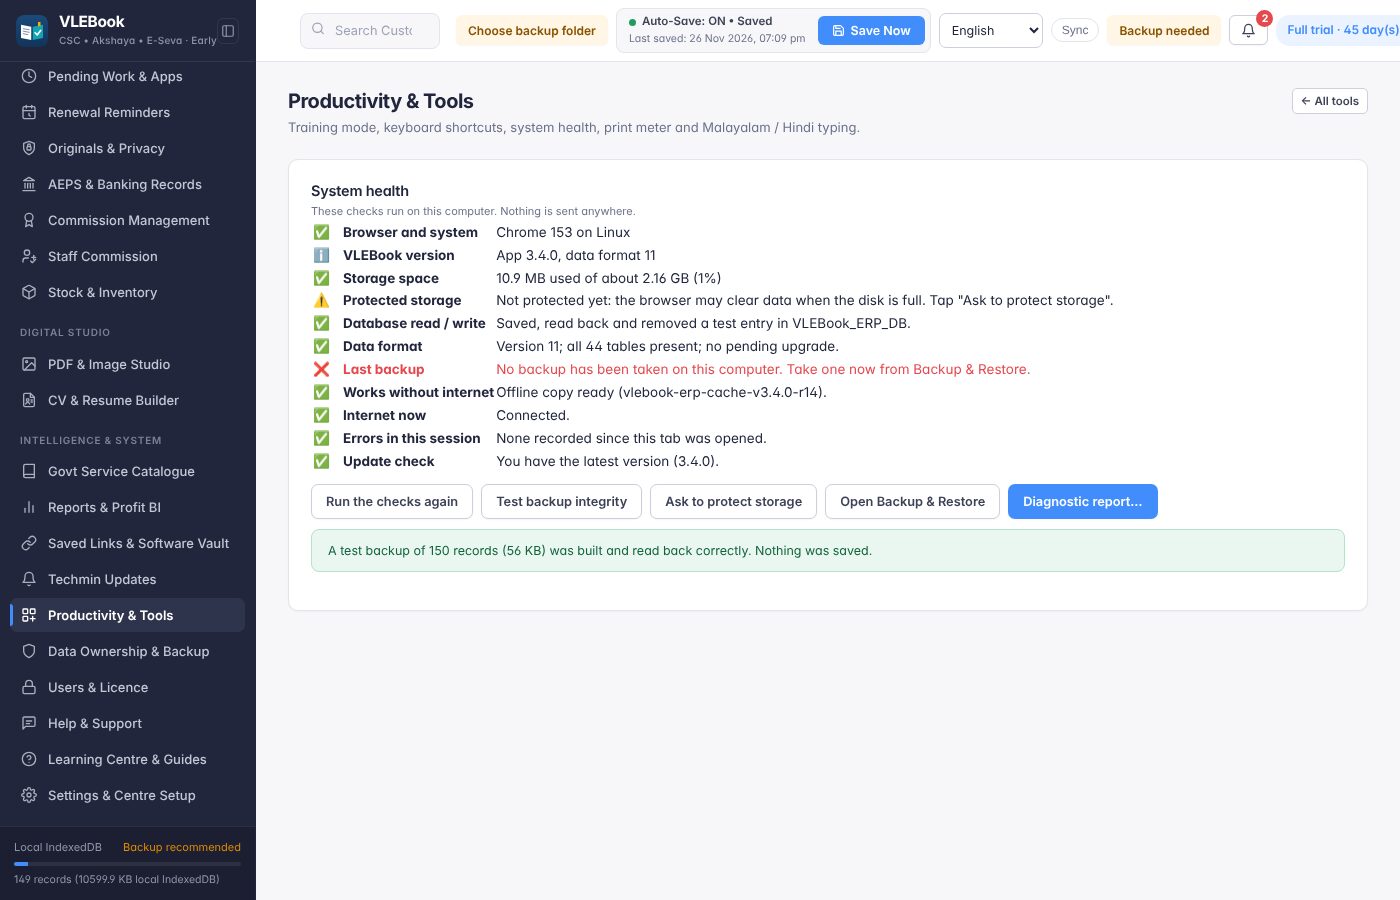 VLEBook
CSC • Akshaya • E-Seva · Early
Pending Work & Apps
Renewal Reminders
Originals & Privacy
AEPS & Banking Records
Commission Management
Staff Commission
Stock & Inventory
DIGITAL STUDIO
PDF & Image Studio
CV & Resume Builder
INTELLIGENCE & SYSTEM
Govt Service Catalogue
Reports & Profit BI
Saved Links & Software Vault
Techmin Updates
Productivity & Tools
Data Ownership & Backup
Users & Licence
Help & Support
Learning Centre & Guides
Settings & Centre Setup
Local IndexedDB Backup recommended
149 records (10599.9 KB local IndexedDB)
Search Custo
Choose backup folder
Auto-Save: ON • Saved
Last saved: 26 Nov 2026, 07:09 pm
Save Now
English
Sync
Backup needed
2
Full trial · 45 day(s)
Productivity & Tools
← All tools
Training mode, keyboard shortcuts, system health, print meter and Malayalam / Hindi typing.
System health
These checks run on this computer. Nothing is sent anywhere.
Browser and system Chrome 153 on Linux
VLEBook version App 3.4.0, data format 11
Storage space 10.9 MB used of about 2.16 GB (1%)
Protected storage Not protected yet: the browser may clear data when the disk is full. Tap "Ask to protect storage".
Database read / write Saved, read back and removed a test entry in VLEBook_ERP_DB.
Data format Version 11; all 44 tables present; no pending upgrade.
Last backup No backup has been taken on this computer. Take one now from Backup & Restore.
Works without internet Offline copy ready (vlebook-erp-cache-v3.4.0-r14).
Internet now Connected.
Errors in this session None recorded since this tab was opened.
Update check You have the latest version (3.4.0).
Run the checks again
Test backup integrity
Ask to protect storage
Open Backup & Restore
Diagnostic report...
A test backup of 150 records (56 KB) was built and read back correctly. Nothing was saved.